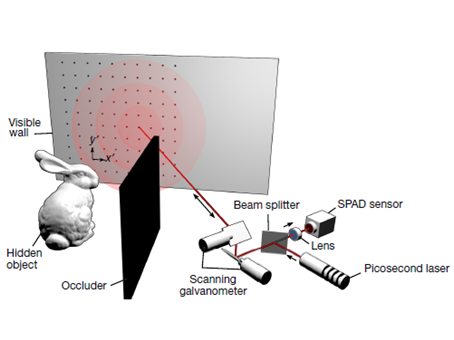 Visible
wall
y'
x'
Beam splitter
SPAD sensor
Lens
Hidden
object
Occluder
Scanning
galvanometer
Picosecond laser